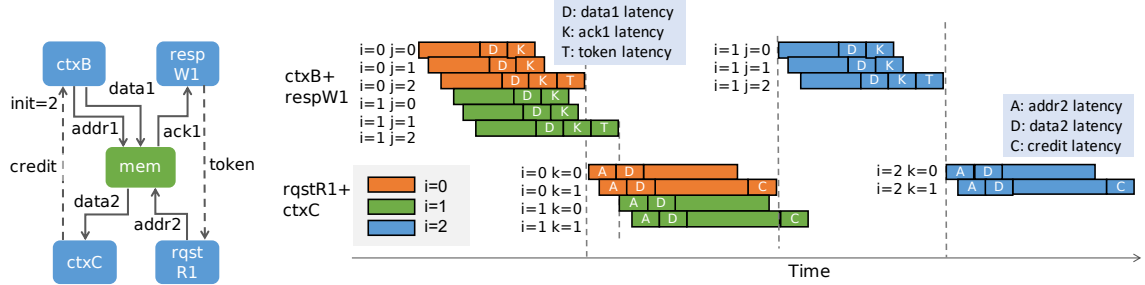 ctxB
resp
W1
init=2
data1
addr1
ack1
credit
mem
token
data2
addr2
ctxC
rqst
R1
D: data1 latency
K: ack1 latency
T: token latency
ctxB+
respW1
i=0 j=0
i=0 j=1
i=0 j=2
i=1 j=0
i=1 j=1
i=1 j=2
D K
D K
D K T
D K
D K
D K T
i=1 j=0
i=1 j=1
i=1 j=2
D K
D K
D K T
A: addr2 latency
D: data2 latency
C: credit latency
rqstR1+
ctxC
i=0 k=0
i=0 k=1
i=1 k=0
i=1 k=1
A D
A D C
A D
A D C
i=2 k=0
i=2 k=1
A D
A D C
i=0
i=1
i=2
Time